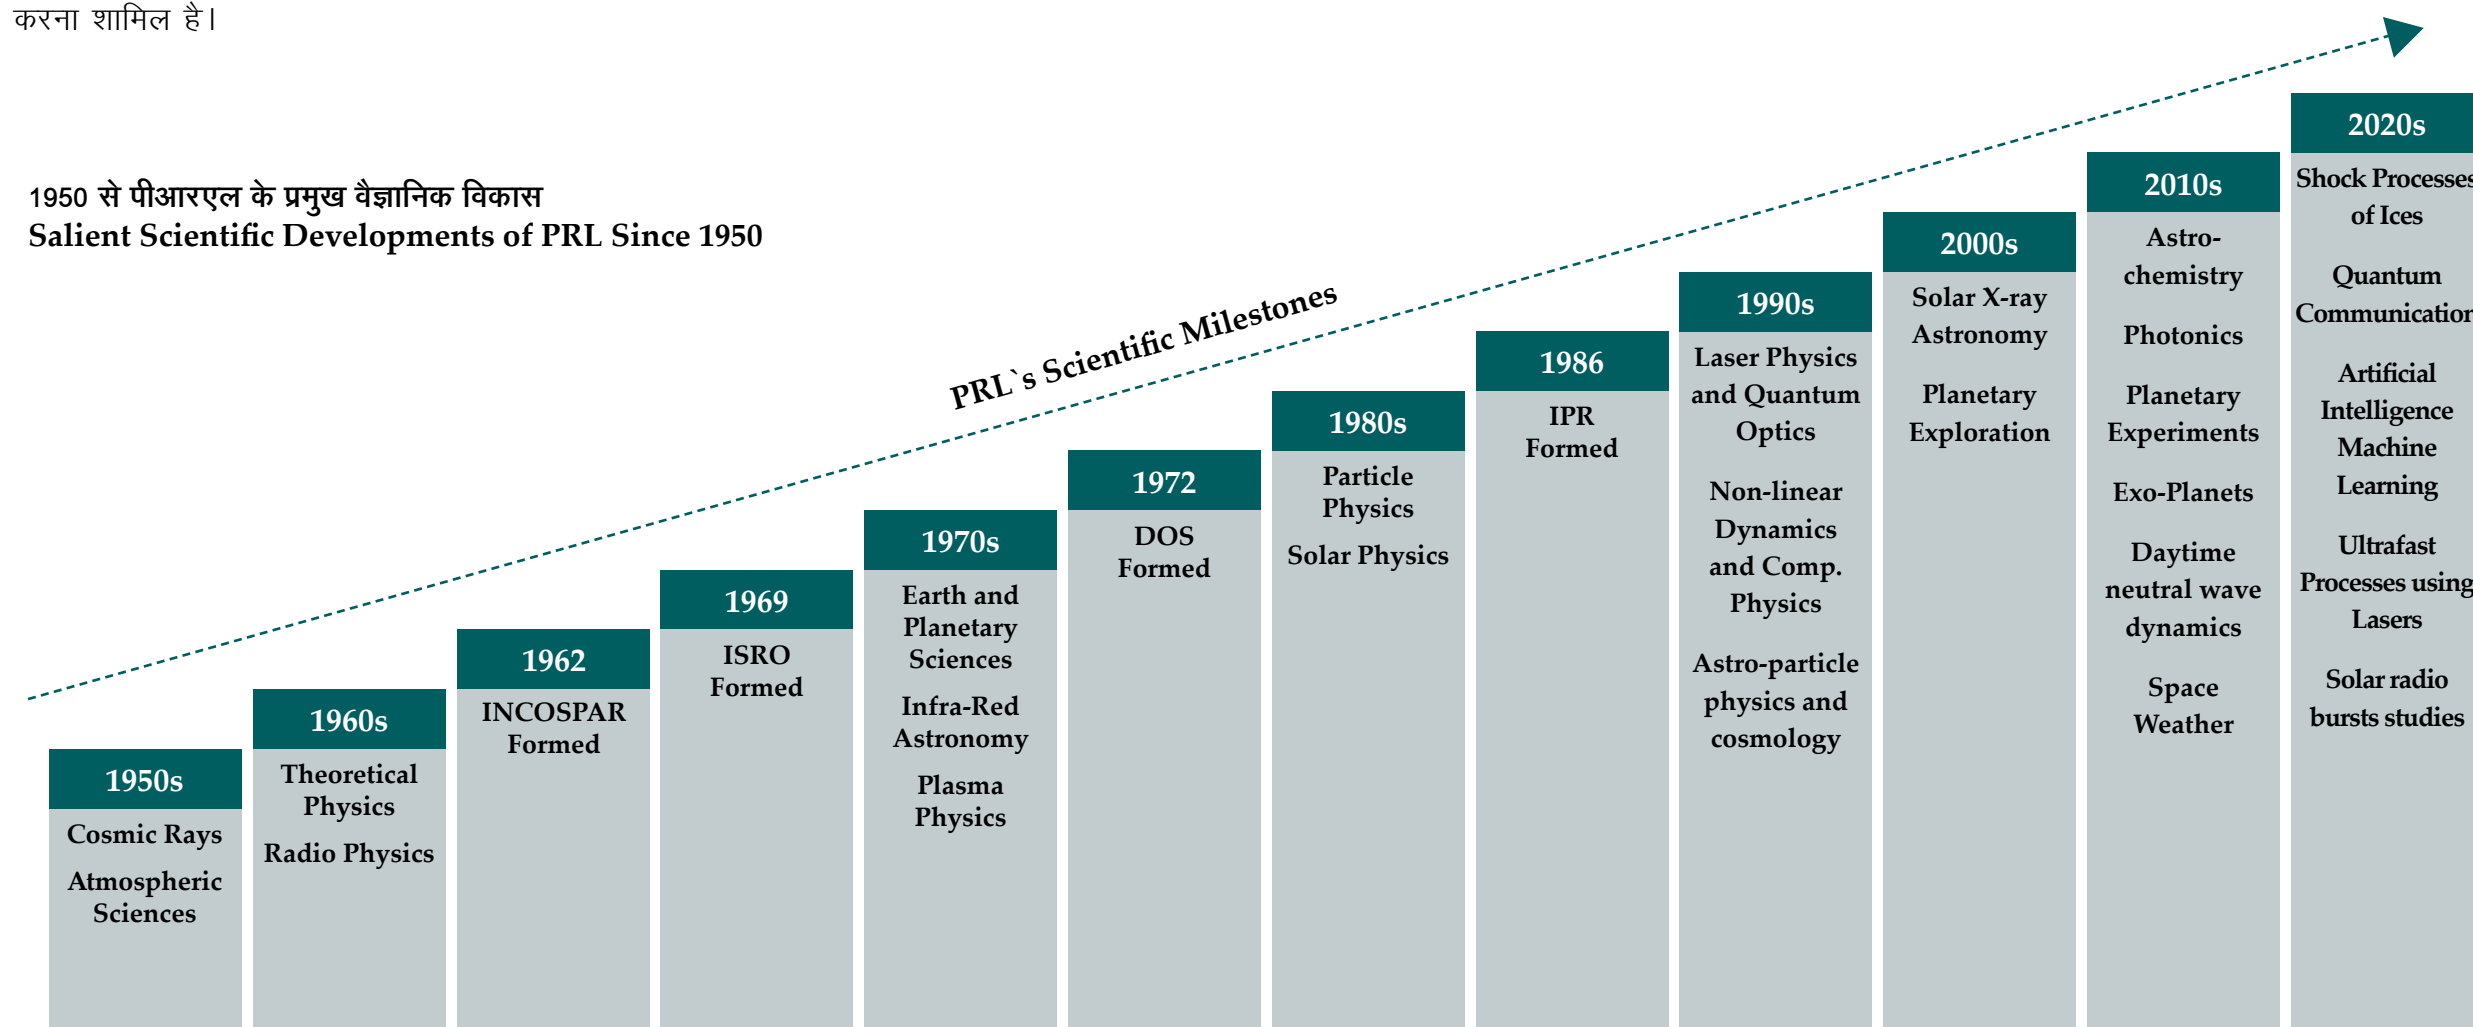 करना शामिल है।
1950 से पीआरएल के प्रमुख वैज्ञानिक विकास
Salient Scientific Developments of PRL Since 1950
PRL`s Scientific Milestones
1950s
Cosmic Rays
Atmospheric
Sciences
1960s
Theoretical
Physics
Radio Physics
1962
INCOSPAR
Formed
1969
ISRO
Formed
1970s
Earth and
Planetary
Sciences
Infra-Red
Astronomy
Plasma
Physics
1972
DOS
Formed
1980s
Particle
Physics
Solar Physics
1986
IPR
Formed
1990s
Laser Physics
and Quantum
Optics
Non-linear
Dynamics
and Comp.
Physics
Astro-particle
physics and
cosmology
2000s
Solar X-ray
Astronomy
Planetary
Exploration
2010s
Astro-
chemistry
Photonics
Planetary
Experiments
Exo-Planets
Daytime
neutral wave
dynamics
Space
Weather
2020s
Shock Processes
of Ices
Quantum
Communication
Artificial
Intelligence
Machine
Learning
Ultrafast
Processes using
Lasers
Solar radio
bursts studies